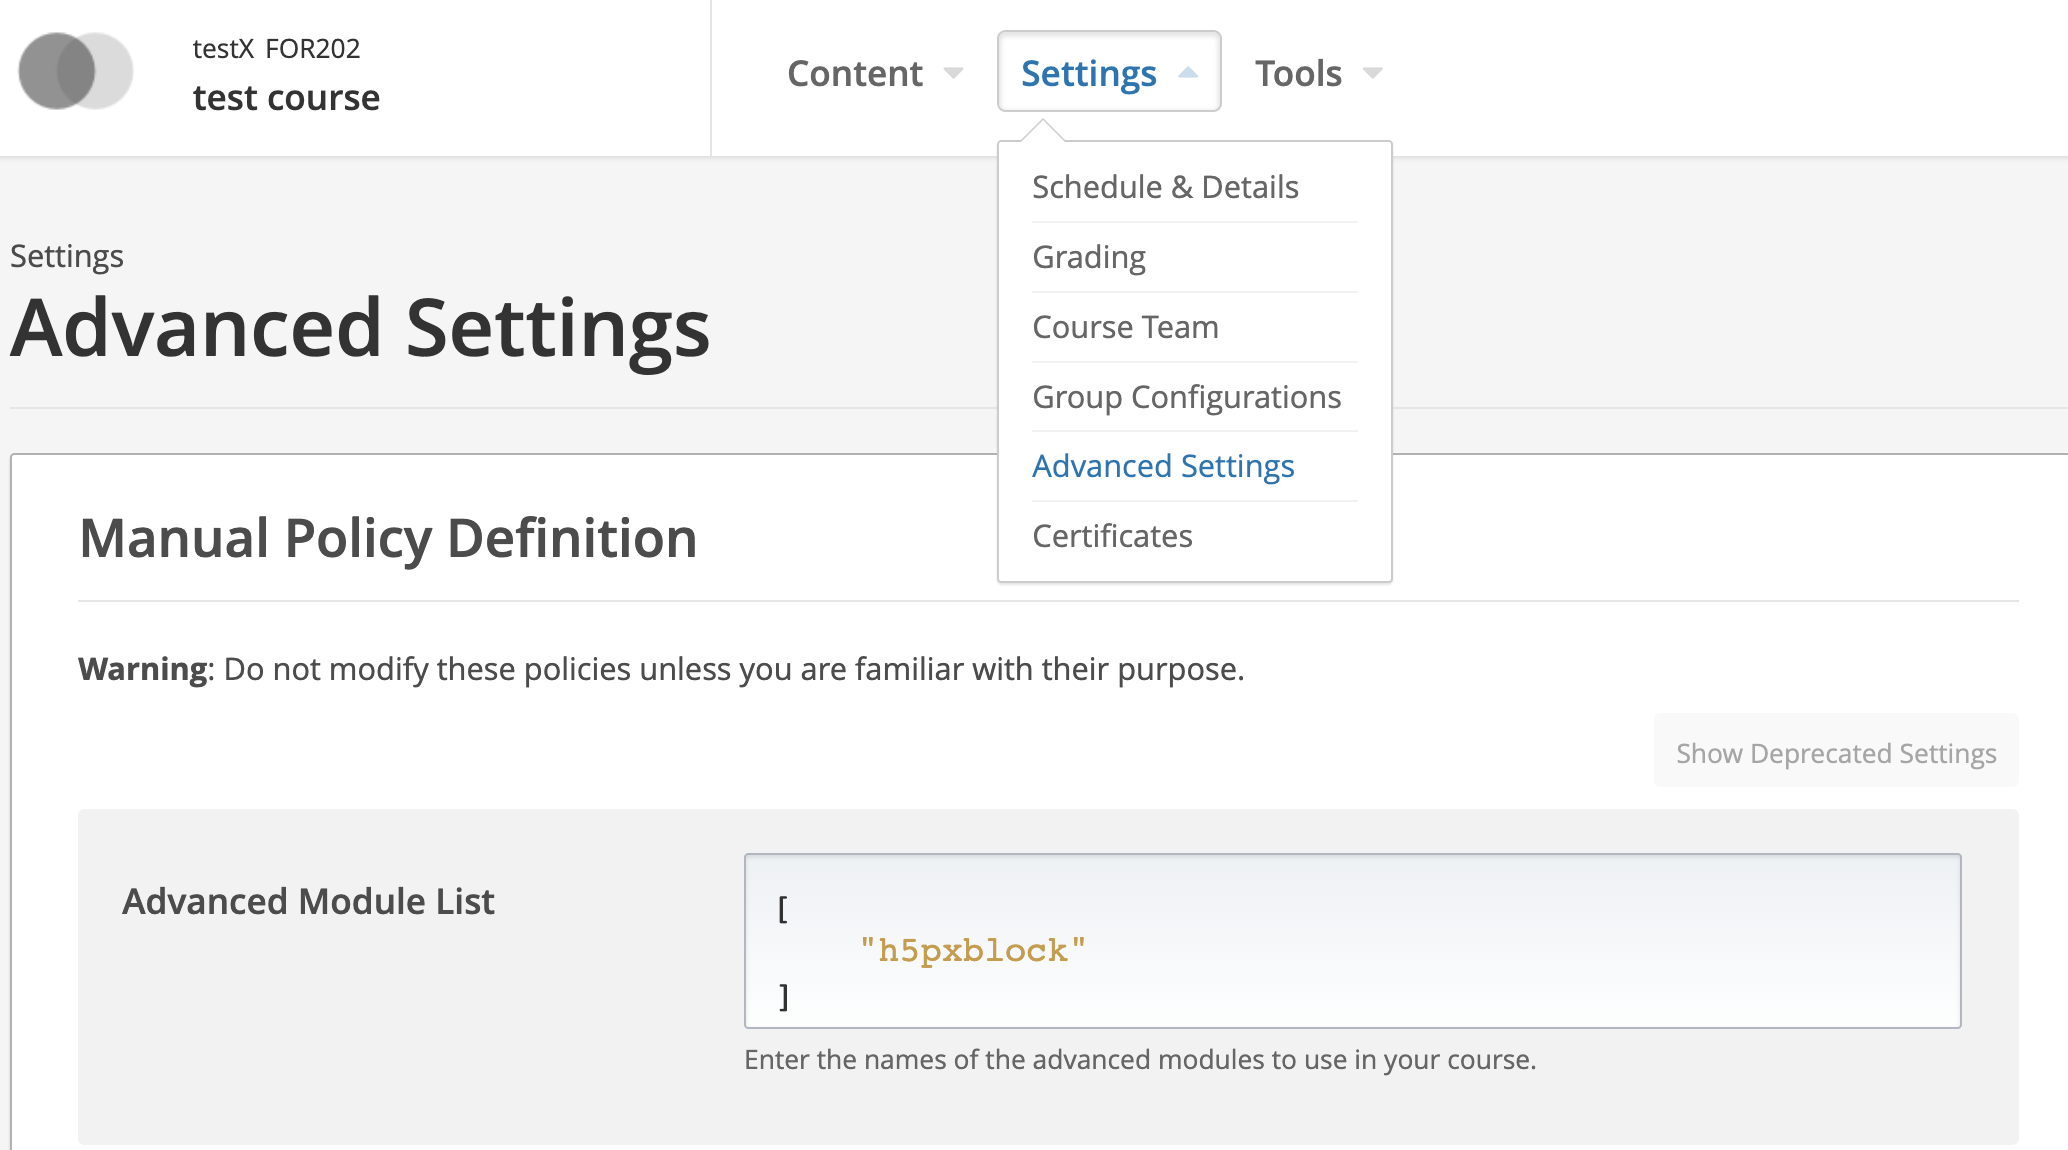 testX FOR202
test course
Content
Settings
Tools
Schedule & Details
Grading
Course Team
Group Configurations
Advanced Settings
Certificates
Settings
Advanced Settings
Manual Policy Definition
Warning: Do not modify these policies unless you are familiar with their purpose.
Show Deprecated Settings
Advanced Module List
[
"h5pxblock"
]
Enter the names of the advanced modules to use in your course.